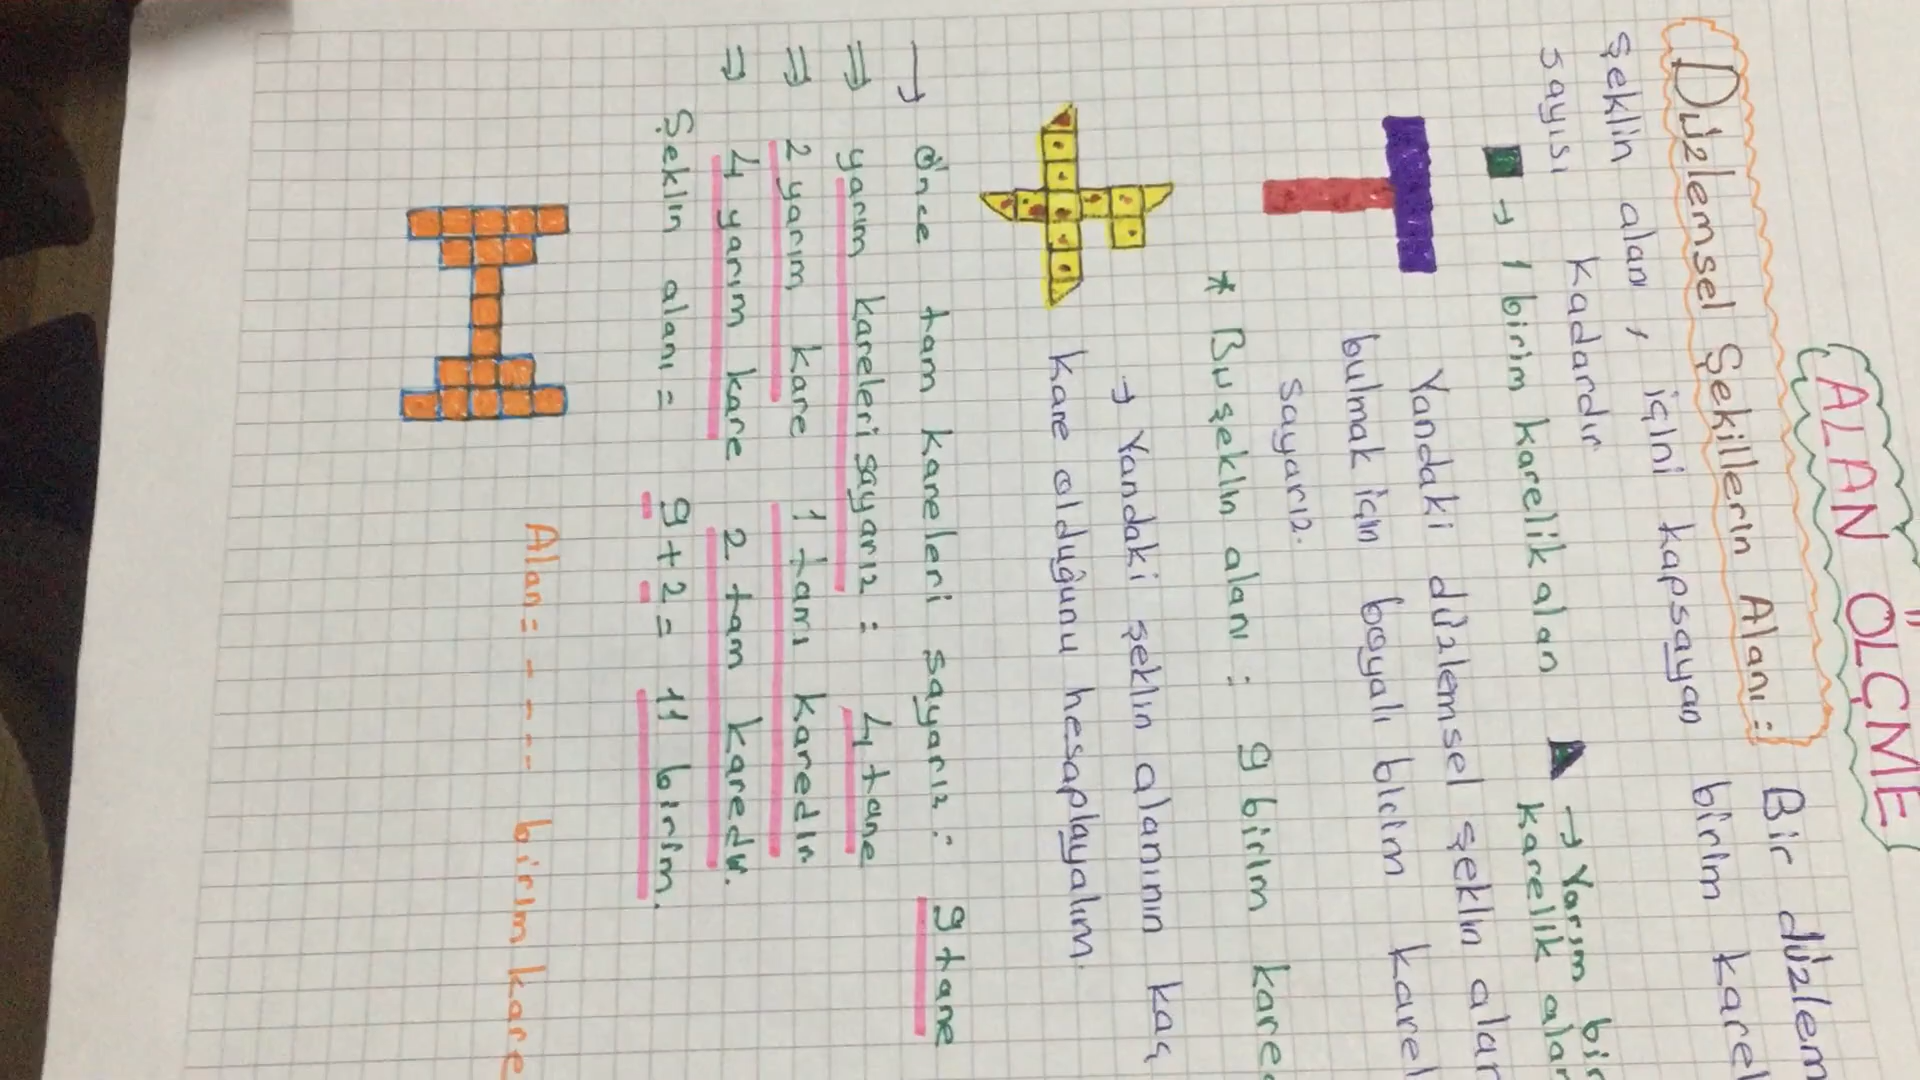 ALAN ÖLÇME
Düzlemsel Şekillerin Alanı: Bir düzlem
şeklin alanı, içini kapsayan birim karel
sayısı kadardır
→ 1 birim karelik alan → Yarım bir
karelik alan
Yandaki düzlemsel şeklin alan
bulmak için boyalı birim karel
sayarız.
* Bu şeklin alanı : 9 birim kare
→ Yandaki şeklin alanının kaç
kare olduğunu hesaplayalım.
→ önce tam kareleri sayarız : 9 tane
⇒ yarım kareleri sayarız : 4 tane
⇒ 2 yarım kare 1 tam karedir
⇒ 4 yarım kare 2 tam karedir.
Şeklin alanı = 9+2= 11 birim.
Alan= - - - - birim kare